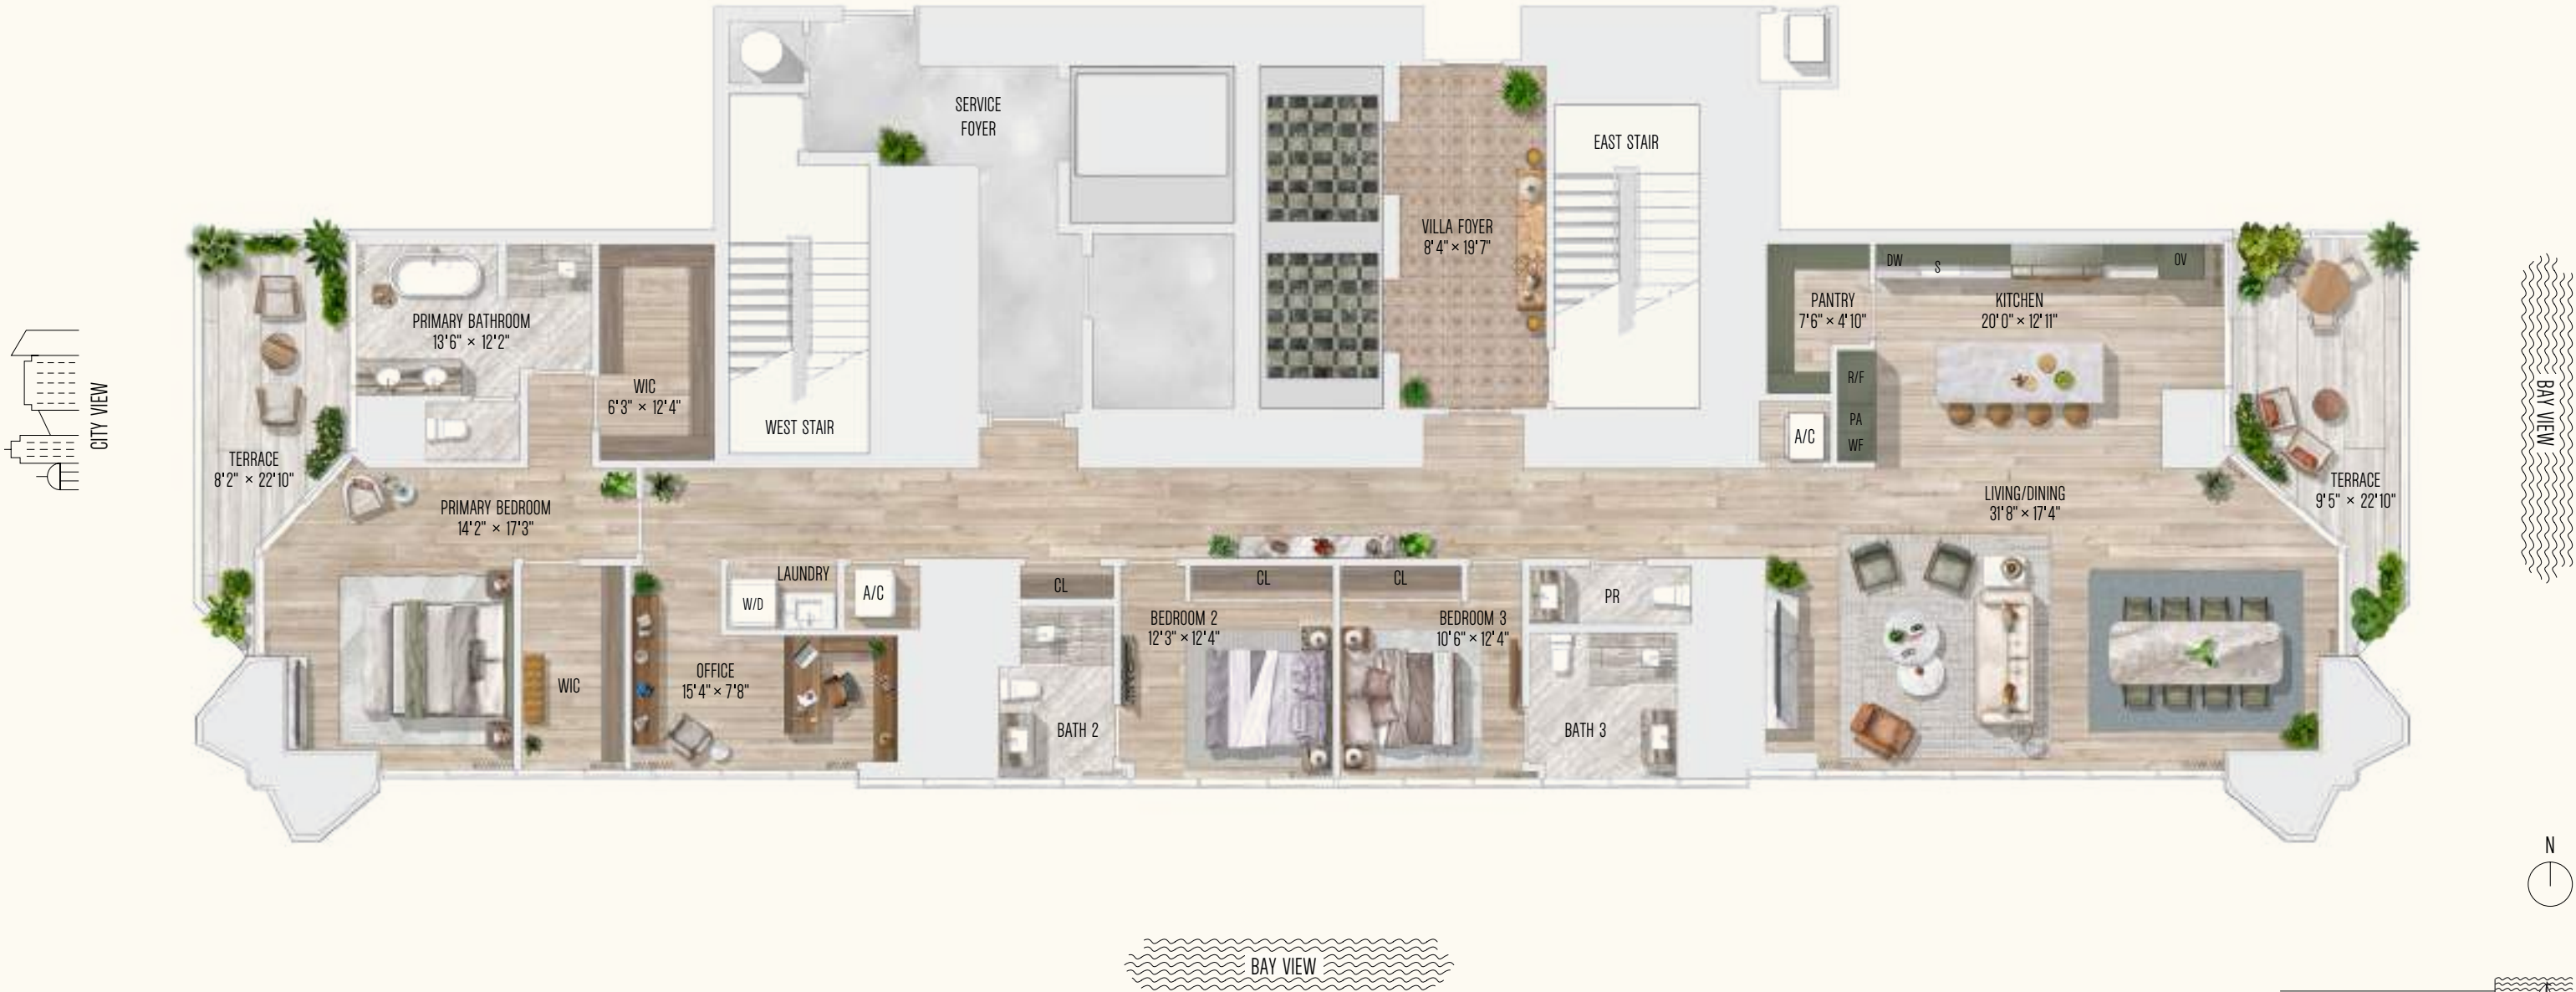 SERVICE
FOYER
EAST STAIR
VILLA FOYER
8'4" × 19'7"
DW
S
OV
PANTRY
7'6" × 4'10"
KITCHEN
20'0" × 12'11"
PRIMARY BATHROOM
13'6" × 12'2"
WIC
6'3" × 12'4"
WEST STAIR
R/F
PA
WF
A/C
CITY VIEW
BAY VIEW
TERRACE
8'2" × 22'10"
PRIMARY BEDROOM
14'2" × 17'3"
LIVING/DINING
31'8" × 17'4"
TERRACE
9'5" × 22'10"
LAUNDRY
W/D
A/C
CL
CL
CL
PR
BEDROOM 2
12'3" × 12'4"
BEDROOM 3
10'6" × 12'4"
WIC
OFFICE
15'4" × 7'8"
BATH 2
BATH 3
N
BAY VIEW